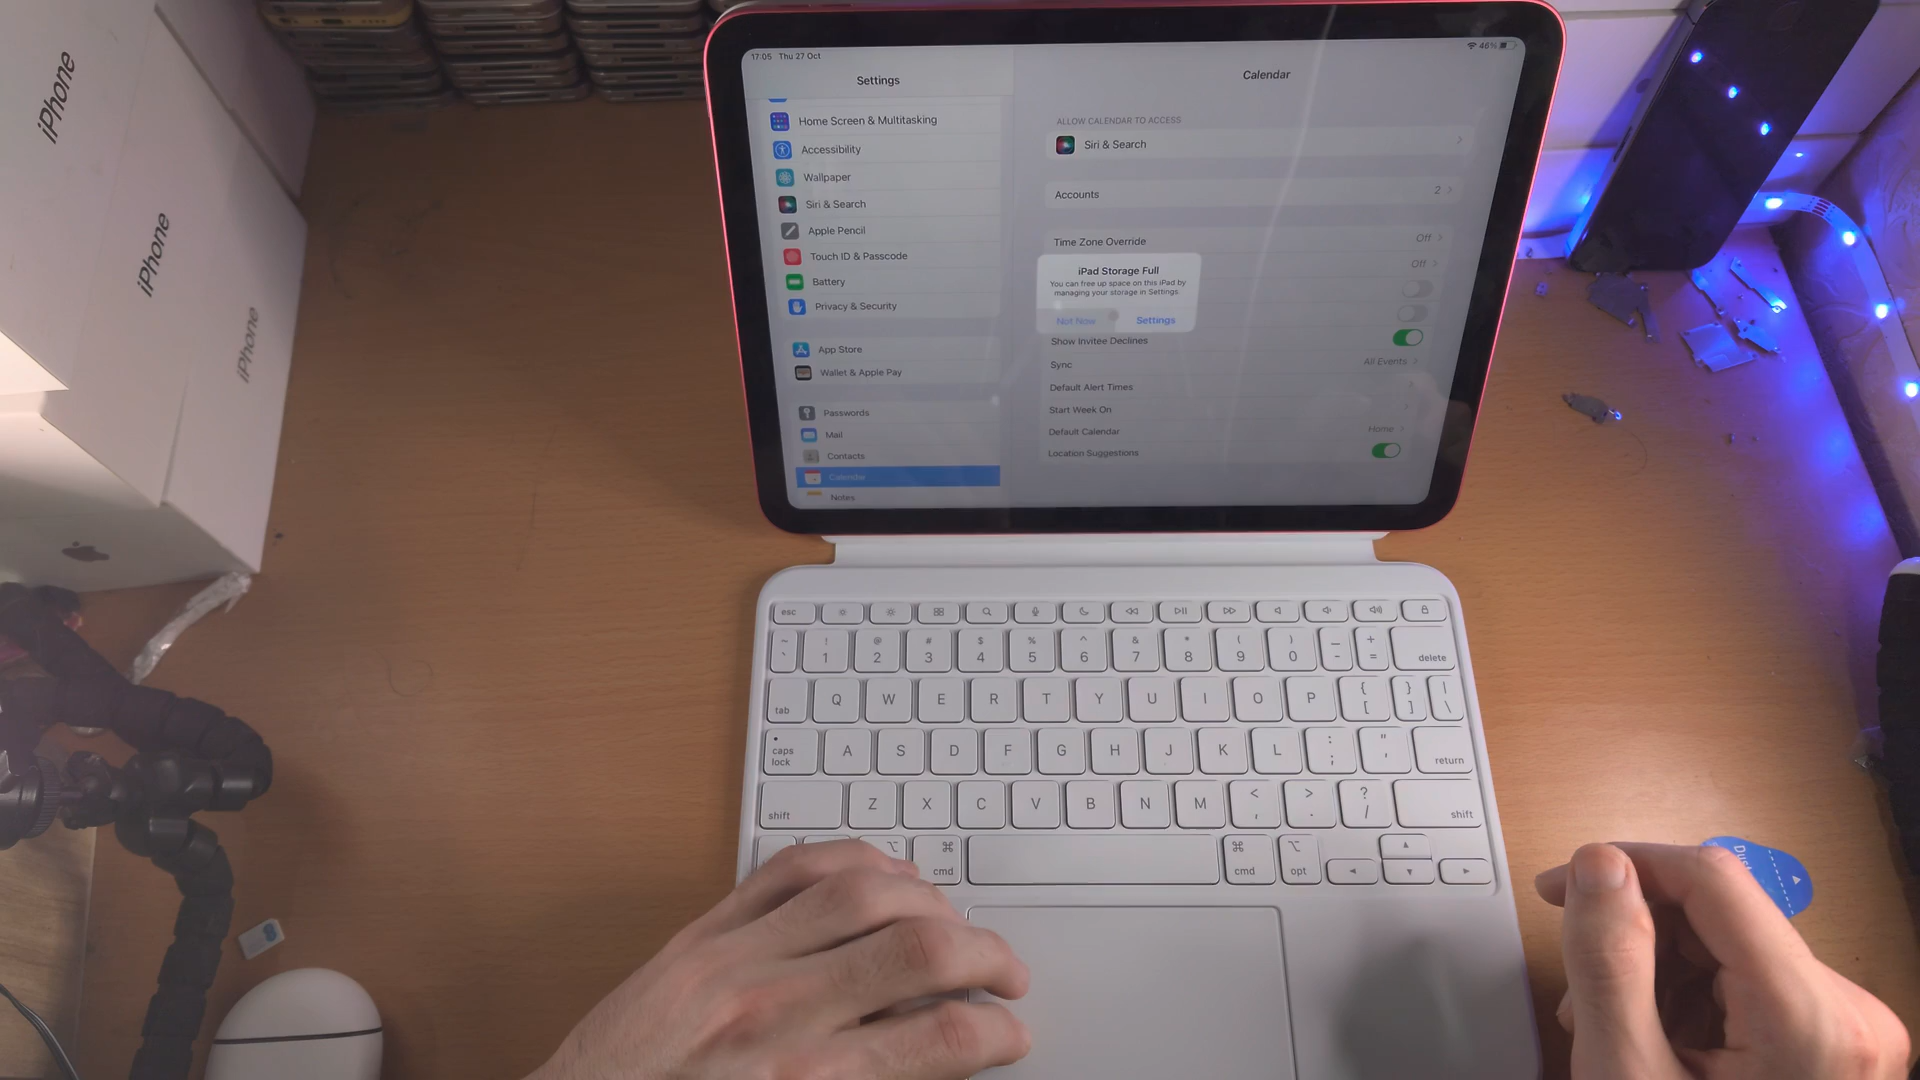 iPhone
iPhone
iPhone
17:05 Thu 27 Oct
46%
Settings
Home Screen & Multitasking
Accessibility
Wallpaper
Siri & Search
Apple Pencil
Touch ID & Passcode
Battery
Privacy & Security
App Store
Wallet & Apple Pay
Passwords
Mail
Contacts
Calendar
Notes
Calendar
ALLOW CALENDAR TO ACCESS
Siri & Search
Accounts 2
Time Zone Override Off
Off
iPad Storage Full
You can free up space on this iPad by
managing your storage in Settings.
Not Now Settings
Show Invitee Declines
Sync All Events
Default Alert Times
Start Week On
Default Calendar Home
Location Suggestions
esc
~ ! @ # $ % ^ & * ( ) — +
` 1 2 3 4 5 6 7 8 9 0 - = delete
tab Q W E R T Y U I O P { [ } ] | \
caps lock A S D F G H J K L : ; " ' return
shift Z X C V B N M < , > . ? / shift
⌥ ⌘ cmd ⌘ cmd ⌥ opt